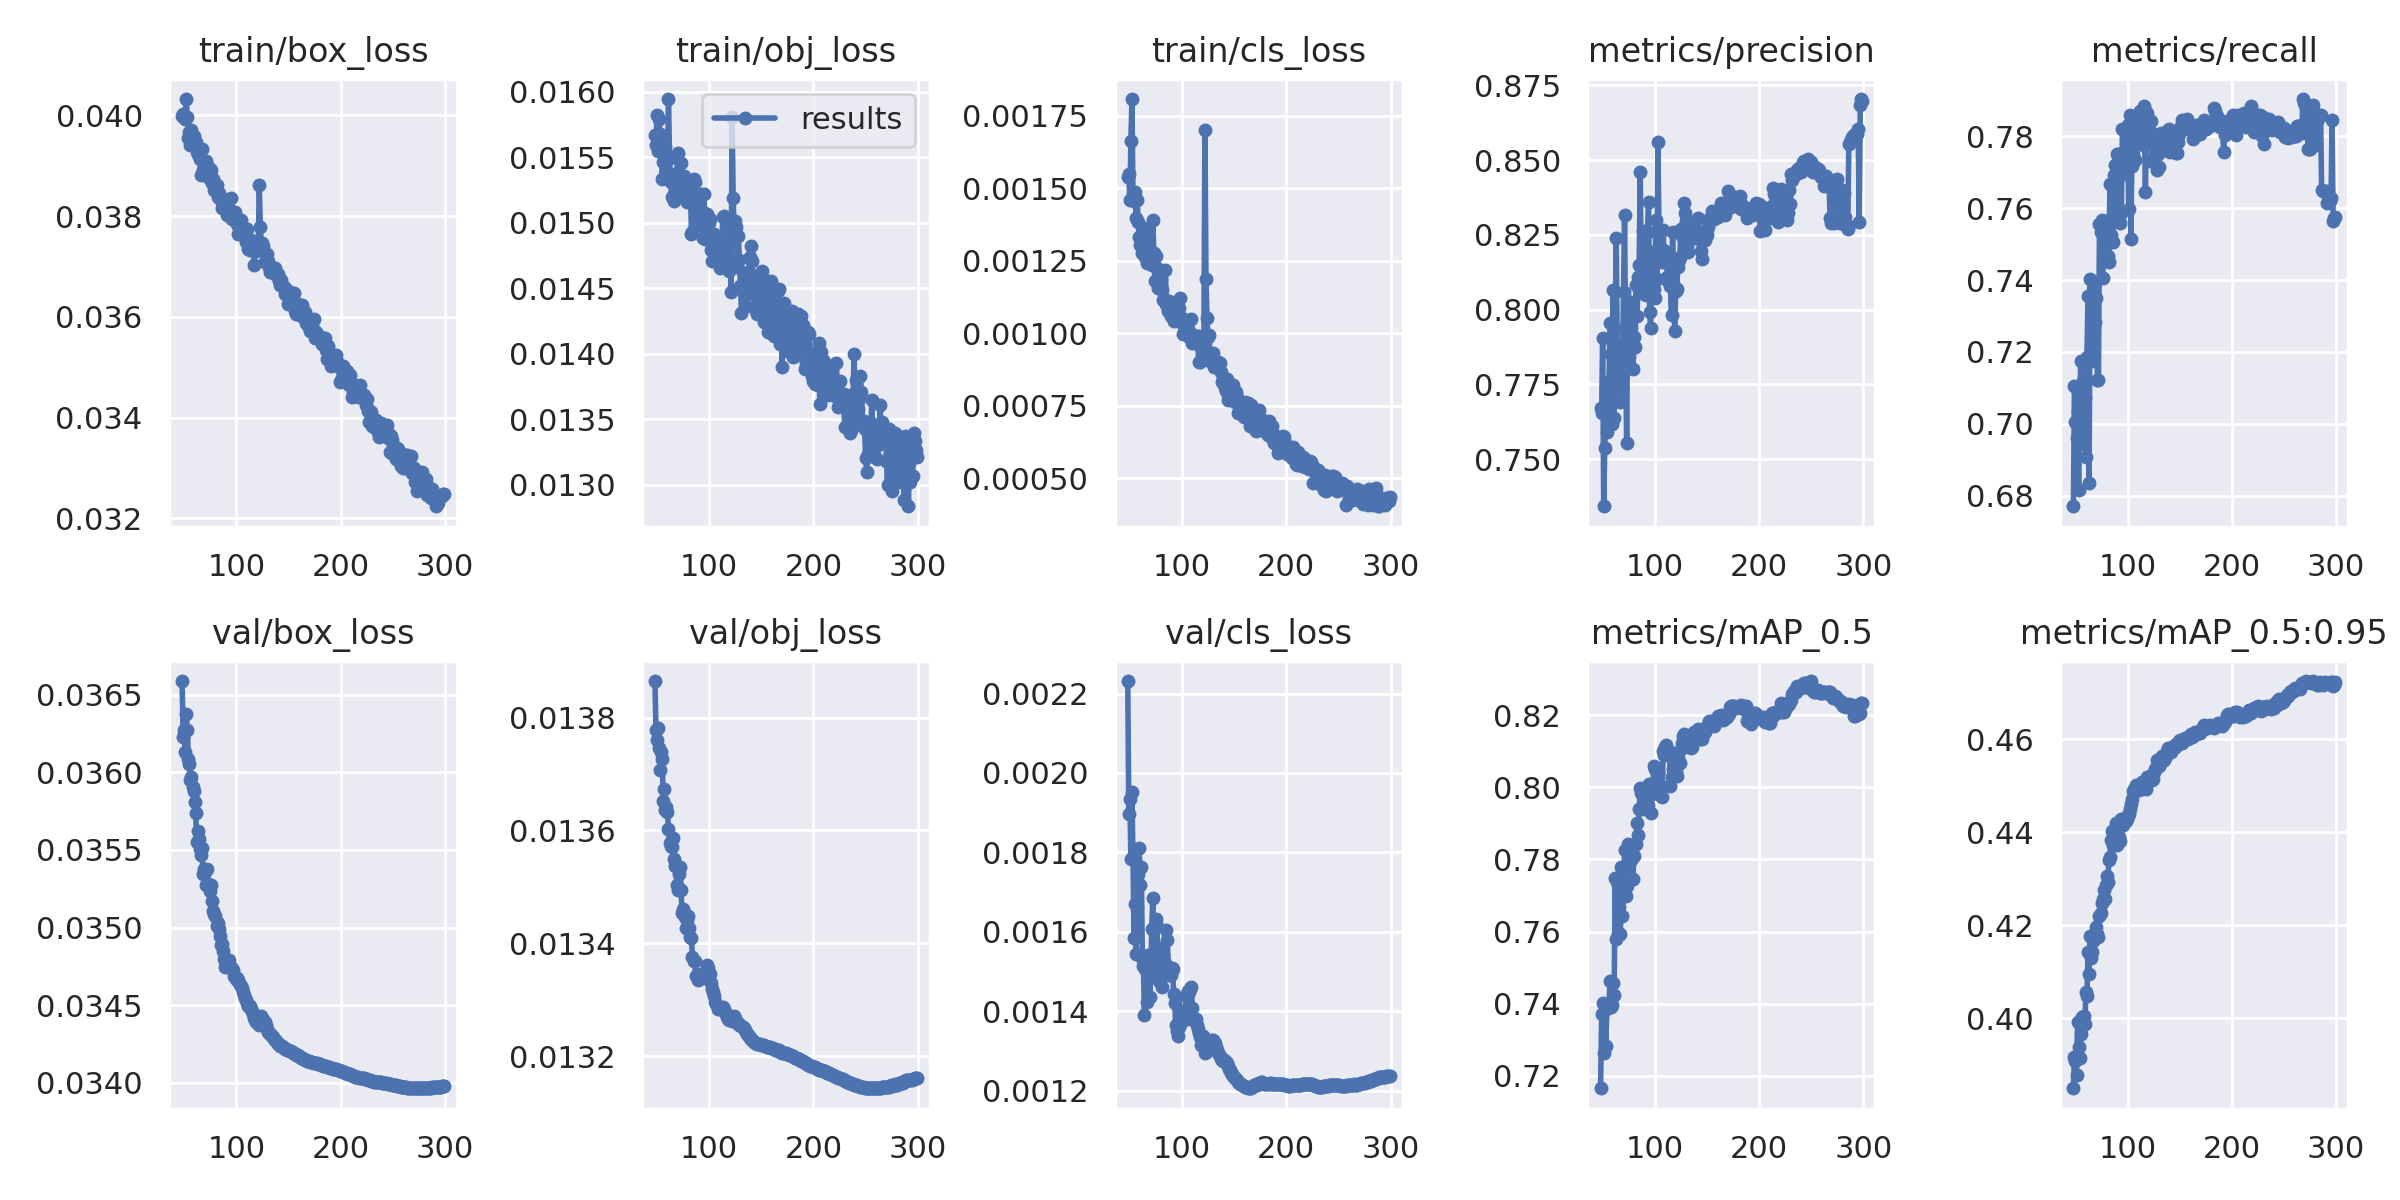 train/box_loss
0.040
0.038
0.036
0.034
0.032
100 200 300
train/obj_loss
results
0.0160
0.0155
0.0150
0.0145
0.0140
0.0135
0.0130
100 200 300
train/cls_loss
0.00175
0.00150
0.00125
0.00100
0.00075
0.00050
100 200 300
metrics/precision
0.875
0.850
0.825
0.800
0.775
0.750
100 200 300
metrics/recall
0.78
0.76
0.74
0.72
0.70
0.68
100 200 300
val/box_loss
0.0365
0.0360
0.0355
0.0350
0.0345
0.0340
100 200 300
val/obj_loss
0.0138
0.0136
0.0134
0.0132
100 200 300
val/cls_loss
0.0022
0.0020
0.0018
0.0016
0.0014
0.0012
100 200 300
metrics/mAP_0.5
0.82
0.80
0.78
0.76
0.74
0.72
100 200 300
metrics/mAP_0.5:0.95
0.46
0.44
0.42
0.40
100 200 300